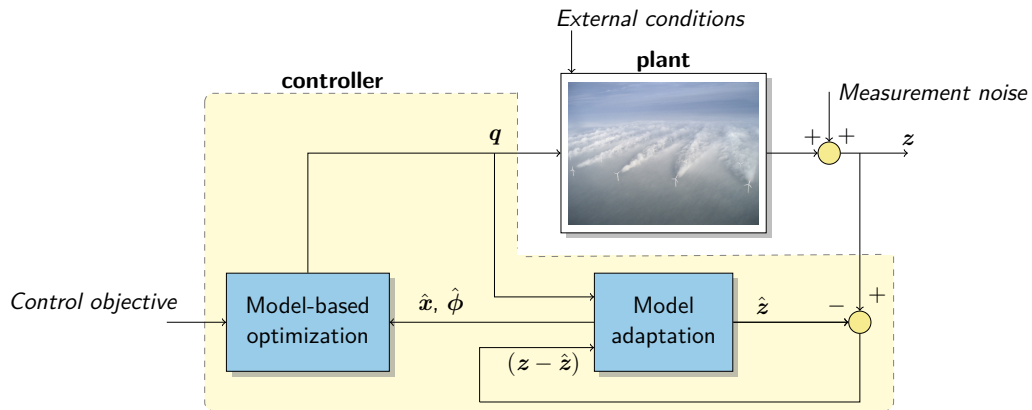 External conditions
plant
controller
Measurement noise
+
+
q
z
Control objective
Model-based
optimization
x̂, ϕ̂
Model
adaptation
ẑ
−
+
(z − ẑ)